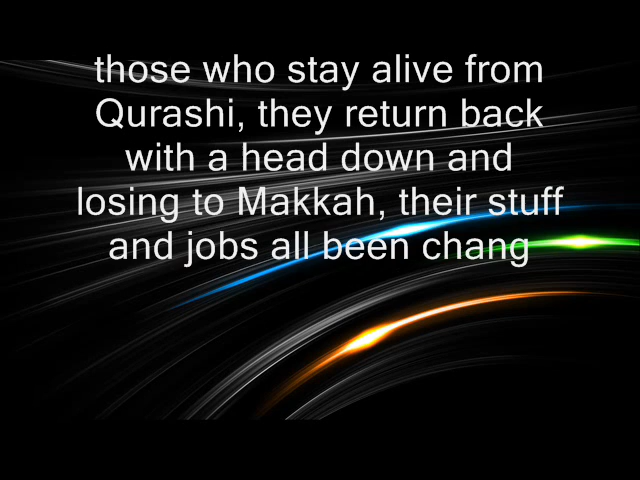 those who stay alive from
Qurashi, they return back
with a head down and
losing to Makkah, their stuff
and jobs all been chang